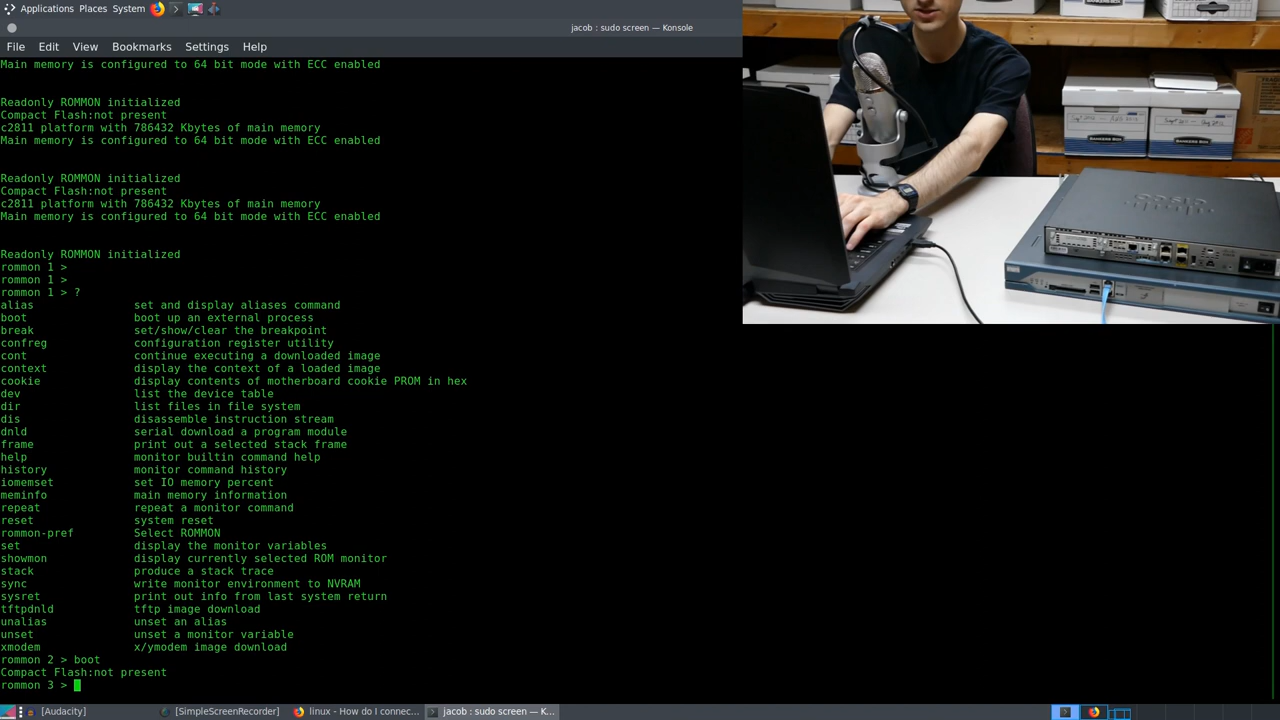 Applications Places System
jacob : sudo screen — Konsole
File Edit View Bookmarks Settings Help
Main memory is configured to 64 bit mode with ECC enabled
Readonly ROMMON initialized
Compact Flash:not present
c2811 platform with 786432 Kbytes of main memory
Main memory is configured to 64 bit mode with ECC enabled
Readonly ROMMON initialized
Compact Flash:not present
c2811 platform with 786432 Kbytes of main memory
Main memory is configured to 64 bit mode with ECC enabled
Readonly ROMMON initialized
rommon 1 >
rommon 1 >
rommon 1 > ?
alias set and display aliases command
boot boot up an external process
break set/show/clear the breakpoint
confreg configuration register utility
cont continue executing a downloaded image
context display the context of a loaded image
cookie display contents of motherboard cookie PROM in hex
dev list the device table
dir list files in file system
dis disassemble instruction stream
dnld serial download a program module
frame print out a selected stack frame
help monitor builtin command help
history monitor command history
iomemset set IO memory percent
meminfo main memory information
repeat repeat a monitor command
reset system reset
rommon-pref Select ROMMON
set display the monitor variables
showmon display currently selected ROM monitor
stack produce a stack trace
sync write monitor environment to NVRAM
sysret print out info from last system return
tftpdnld tftp image download
unalias unset an alias
unset unset a monitor variable
xmodem x/ymodem image download
rommon 2 > boot
Compact Flash:not present
rommon 3 >
CISCO
BANKERS BOX
BANKERS BOX
[Audacity]
[SimpleScreenRecorder]
linux - How do I connec...
jacob : sudo screen — K...